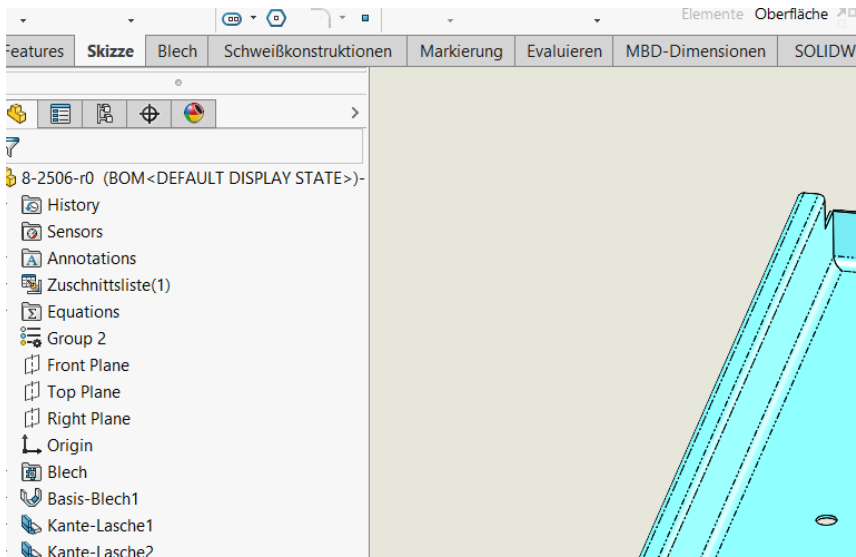 Elemente Oberfläche
Features Skizze Blech Schweißkonstruktionen Markierung Evaluieren MBD-Dimensionen SOLIDW
8-2506-r0 (BOM<DEFAULT DISPLAY STATE>)-
History
Sensors
Annotations
Zuschnittsliste(1)
Equations
Group 2
Front Plane
Top Plane
Right Plane
Origin
Blech
Basis-Blech1
Kante-Lasche1
Kante-Lasche2